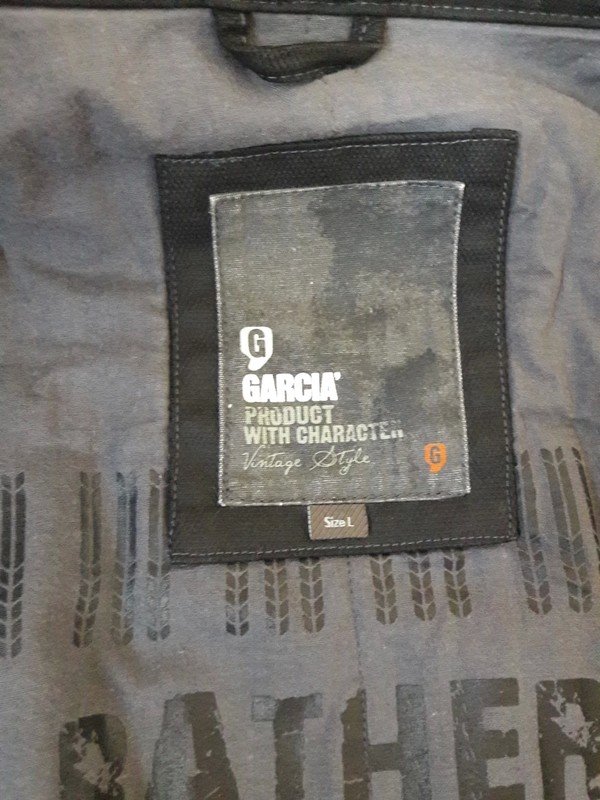 G
GARCIA
PRODUCT
WITH CHARACTER
Vintage Style
G
Size L
RATHER